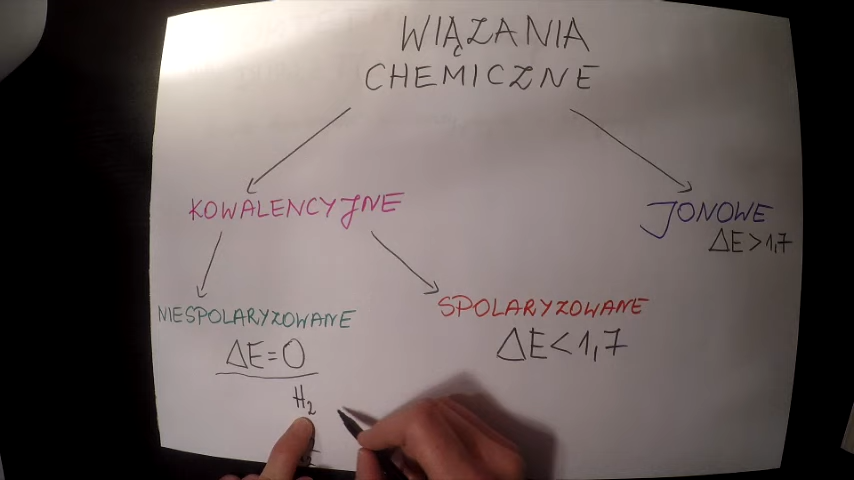 WIĄZANIA
CHEMICZNE
KOWALENCYJNE
JONOWE
ΔE>1,7
NIESPOLARYZOWANE
SPOLARYZOWANE
ΔE=0
ΔE<1,7
H₂